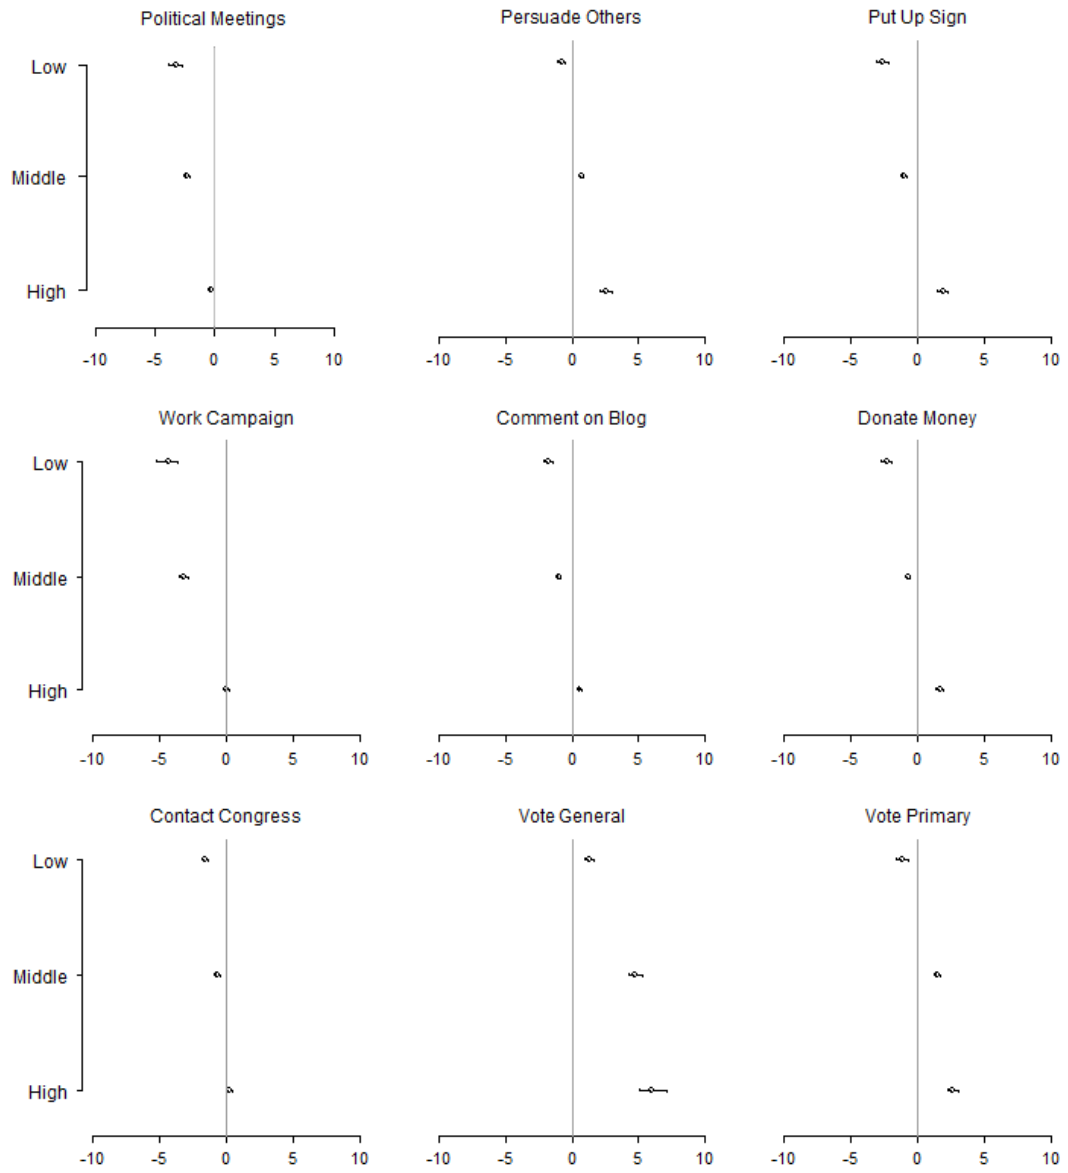 Political Meetings Persuade Others Put Up Sign
Low
Middle
High
-10 -5 0 5 10 -10 -5 0 5 10 -10 -5 0 5 10
Work Campaign Comment on Blog Donate Money
Low
Middle
High
-10 -5 0 5 10 -10 -5 0 5 10 -10 -5 0 5 10
Contact Congress Vote General Vote Primary
Low
Middle
High
-10 -5 0 5 10 -10 -5 0 5 10 -10 -5 0 5 10